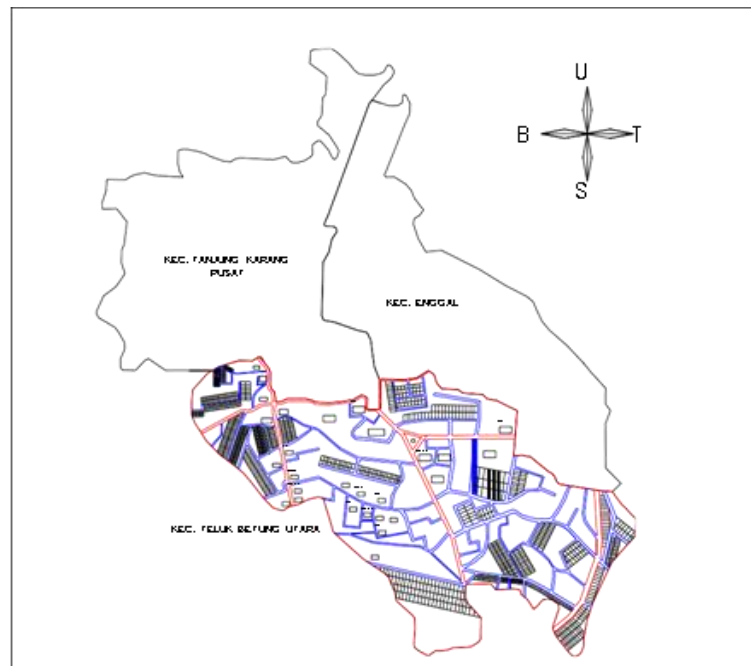 U
B T
S
KEC. TANJUNG KARANG
PUSAT
KEC. ENGGAL
KEC. TELUK BETUNG UTARA